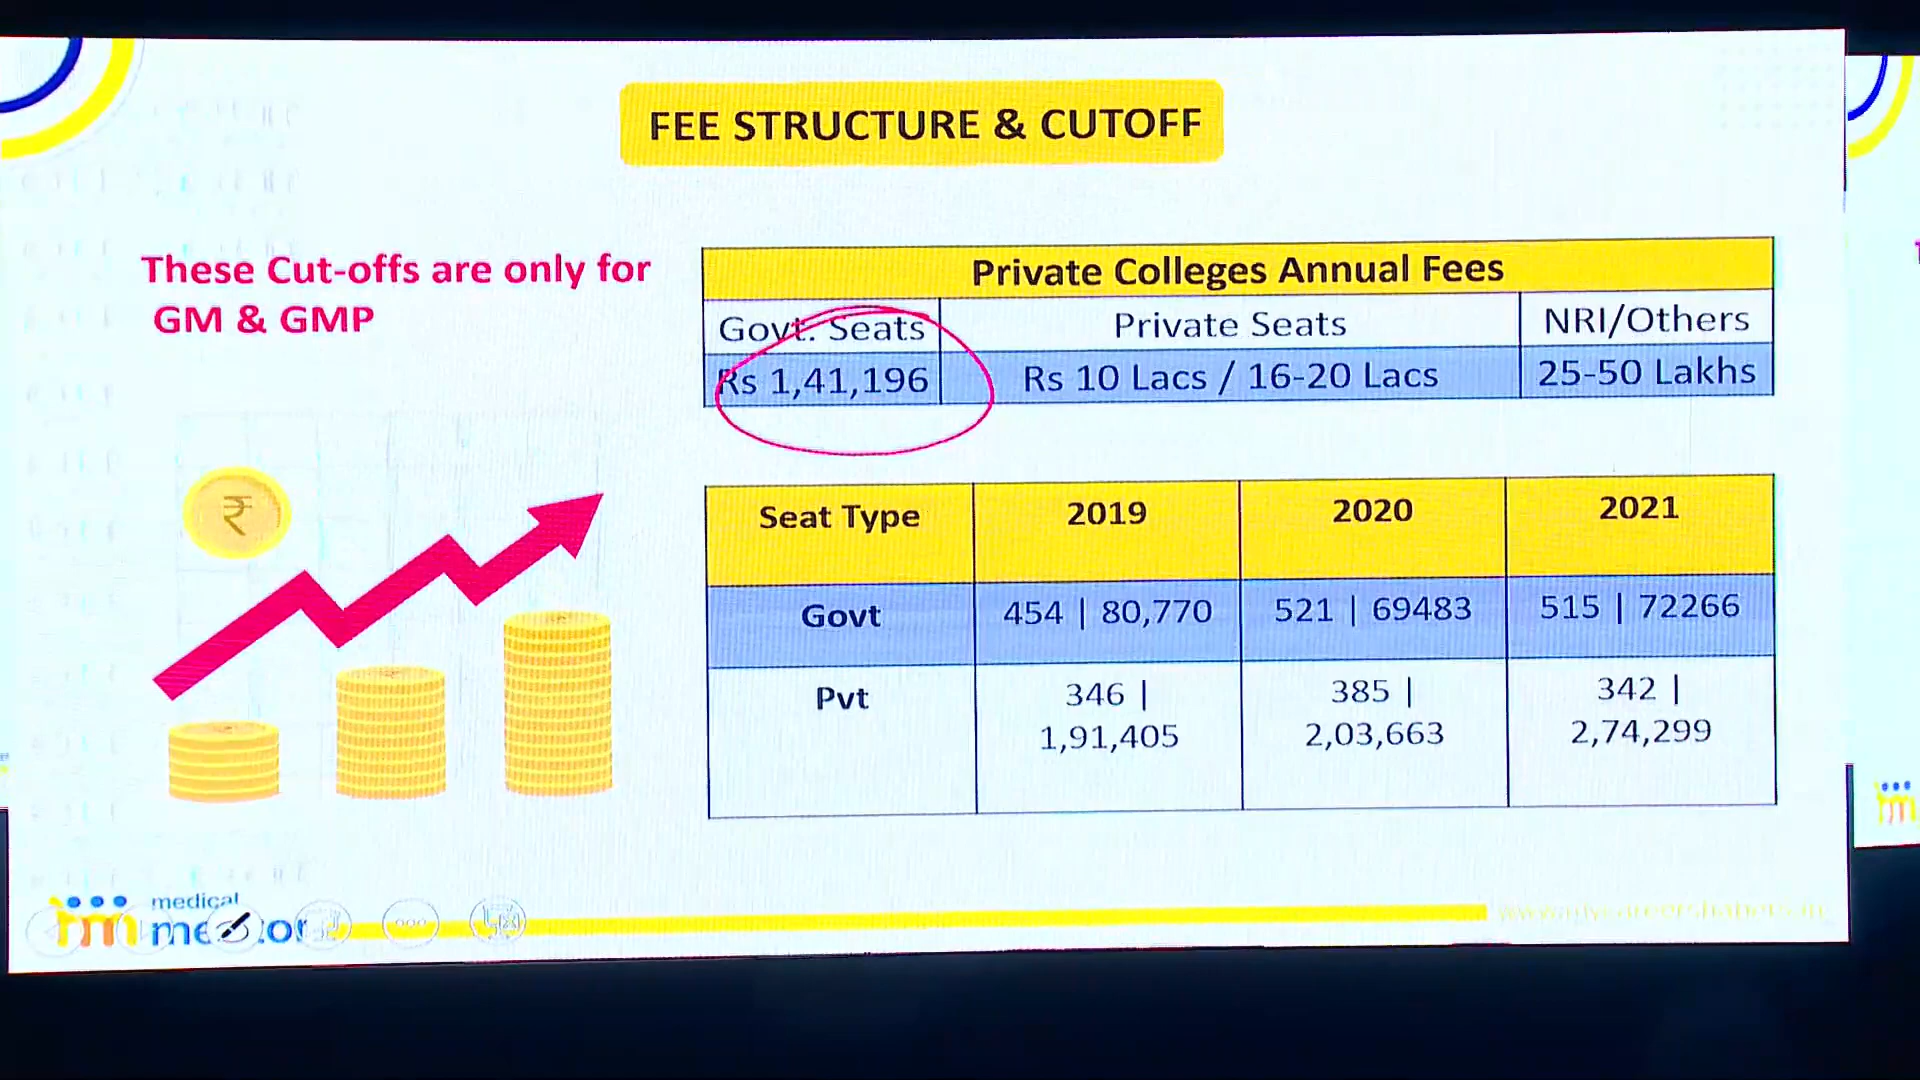 FEE STRUCTURE & CUTOFF
These Cut-offs are only for
GM & GMP
Private Colleges Annual Fees
Govt. Seats Private Seats NRI/Others
Rs 1,41,196 Rs 10 Lacs / 16-20 Lacs 25-50 Lakhs
Seat Type 2019 2020 2021
Govt 454 | 80,770 521 | 69483 515 | 72266
Pvt 346 | 385 | 342 |
1,91,405 2,03,663 2,74,299
₹
medical